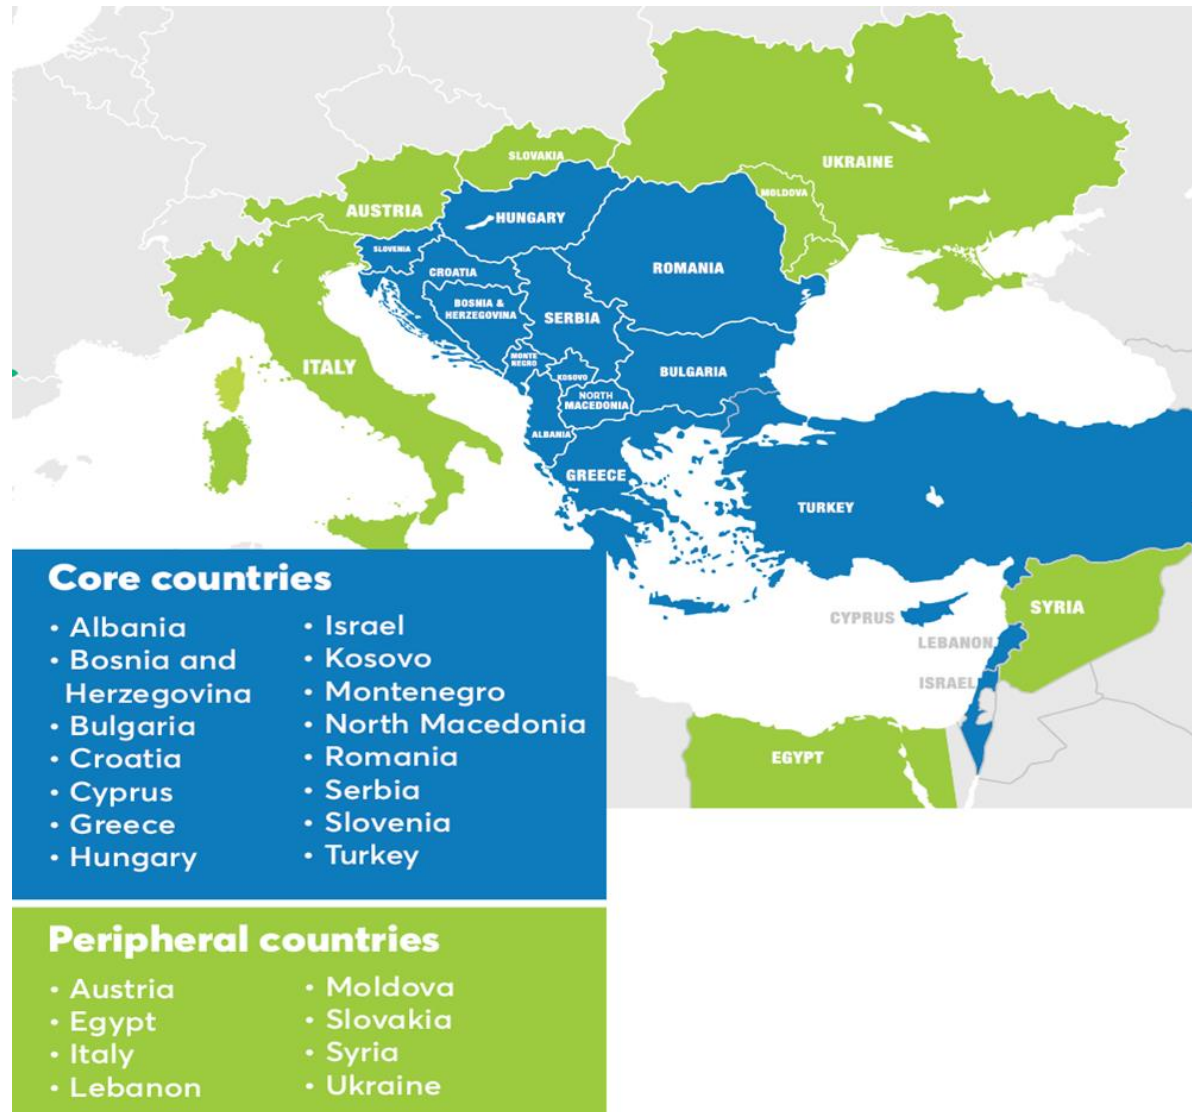 SLOVAKIA
UKRAINE
MOLDOVA
AUSTRIA
HUNGARY
SLOVENIA
CROATIA
ROMANIA
BOSNIA &
HERZEGOVINA
SERBIA
MONTE
NEGRO
ITALY
KOSOVO
BULGARIA
NORTH
MACEDONIA
ALBANIA
GREECE
TURKEY
SYRIA
CYPRUS
LEBANON
ISRAEL
EGYPT
Core countries
• Albania
• Bosnia and
Herzegovina
• Bulgaria
• Croatia
• Cyprus
• Greece
• Hungary
• Israel
• Kosovo
• Montenegro
• North Macedonia
• Romania
• Serbia
• Slovenia
• Turkey
Peripheral countries
• Austria
• Egypt
• Italy
• Lebanon
• Moldova
• Slovakia
• Syria
• Ukraine